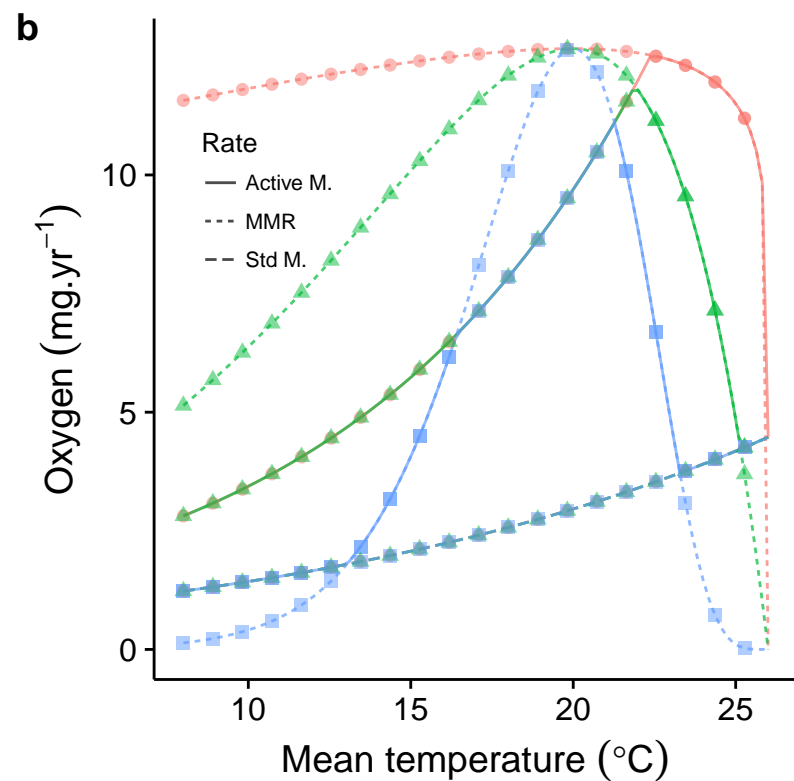 b
10
5
0
Oxygen (mg.yr⁻¹)
Rate
Active M.
MMR
Std M.
10 15 20 25
Mean temperature (°C)